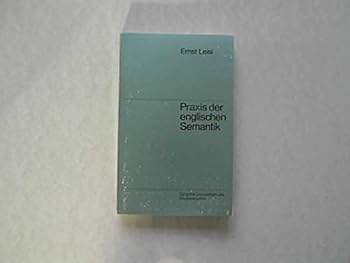 Ernst Leisi
Praxis der
englischen
Semantik